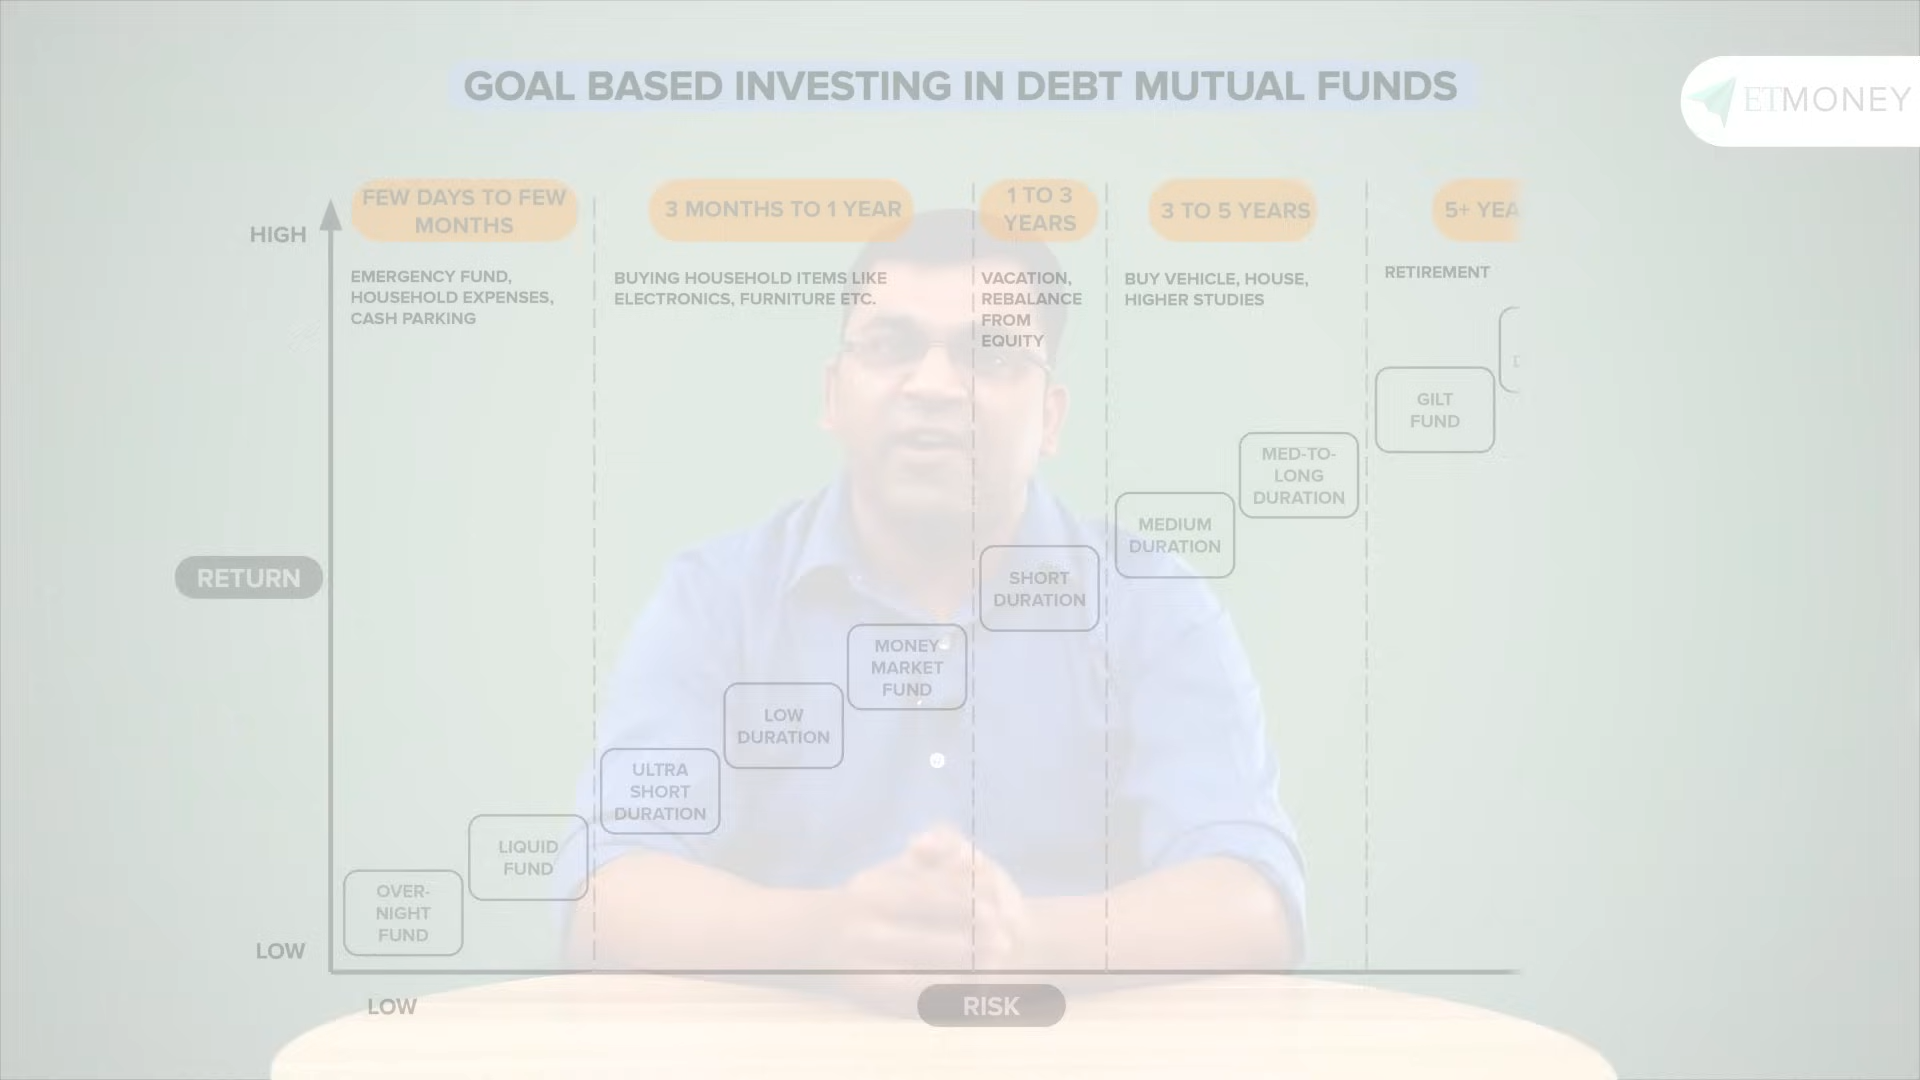 GOAL BASED INVESTING IN DEBT MUTUAL FUNDS
ETMONEY
FEW DAYS TO FEW
MONTHS
3 MONTHS TO 1 YEAR
1 TO 3
YEARS
3 TO 5 YEARS
5+ YEA
HIGH
EMERGENCY FUND,
HOUSEHOLD EXPENSES,
CASH PARKING
BUYING HOUSEHOLD ITEMS LIKE
ELECTRONICS, FURNITURE ETC.
VACATION,
REBALANCE
FROM
EQUITY
BUY VEHICLE, HOUSE,
HIGHER STUDIES
RETIREMENT
GILT
FUND
MED-TO-
LONG
DURATION
MEDIUM
DURATION
RETURN
SHORT
DURATION
MONEY
MARKET
FUND
LOW
DURATION
ULTRA
SHORT
DURATION
LIQUID
FUND
OVER-
NIGHT
FUND
LOW
LOW
RISK